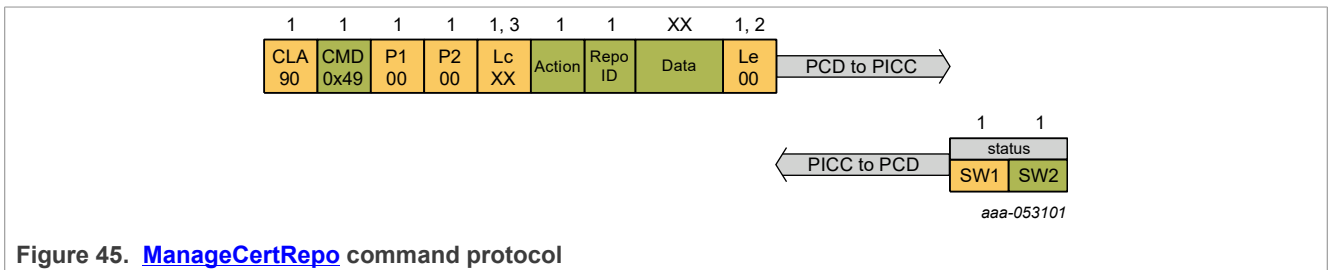 1 1 1 1 1, 3 1 1 XX 1, 2
CLA CMD P1 P2 Lc Action Repo Data Le
90 0x49 00 00 XX ID 00
PCD to PICC
1 1
status
PICC to PCD
SW1 SW2
aaa-053101
Figure 45. ManageCertRepo command protocol